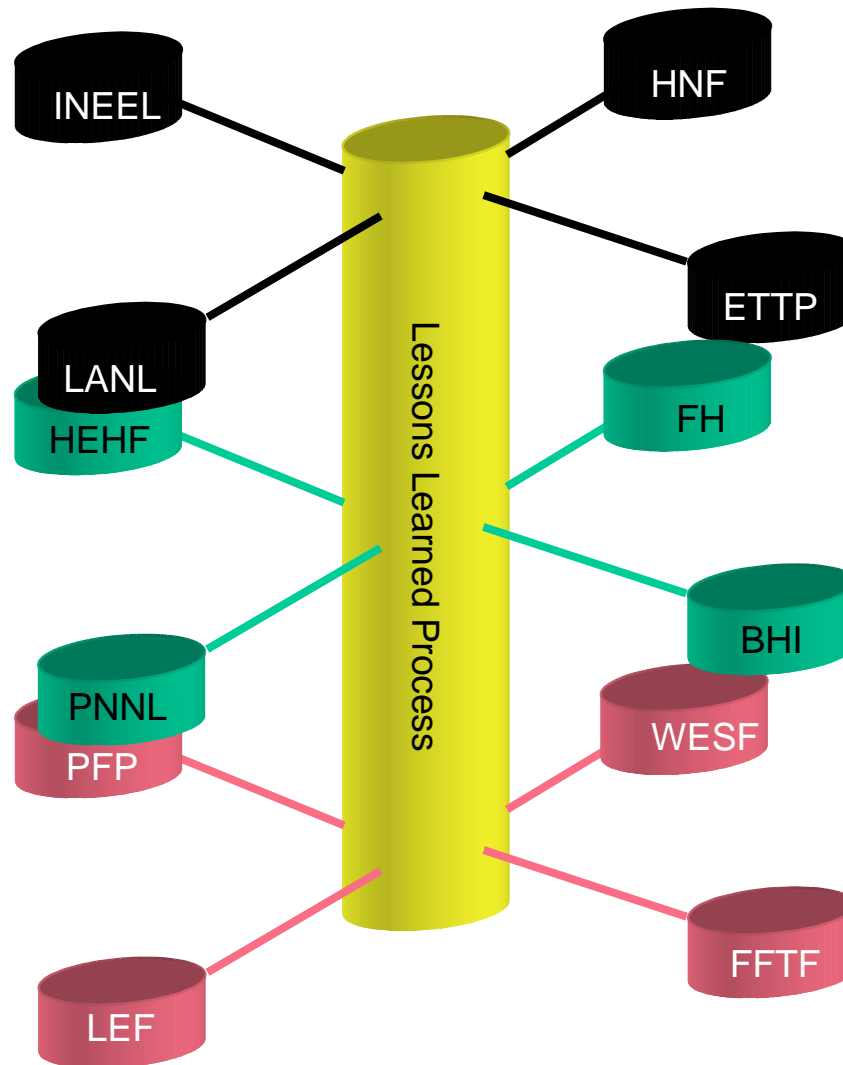 INEEL
HNF
ETTP
LANL
HEHF
FH
Lessons Learned Process
BHI
PNNL
PFP
WESF
FFTF
LEF